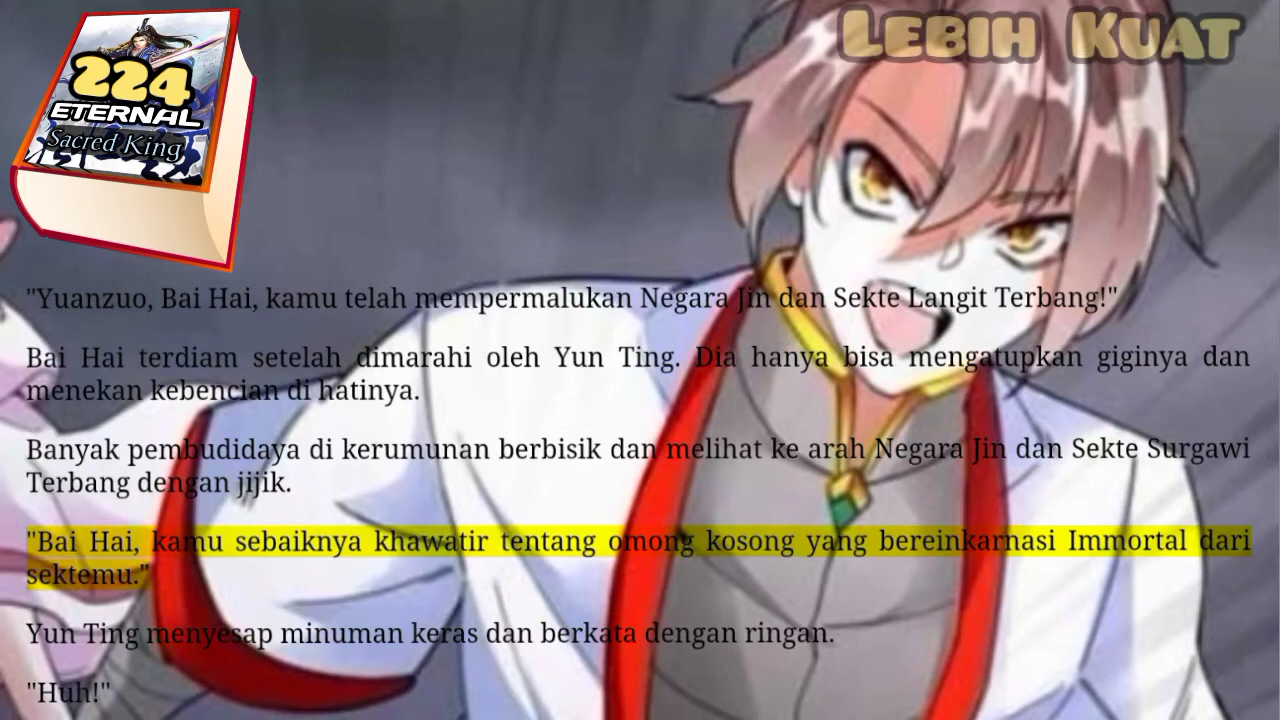 Lebih Kuat
224
ETERNAL
Sacred King
"Yuanzuo, Bai Hai, kamu telah mempermalukan Negara Jin dan Sekte Langit Terbang!"
Bai Hai terdiam setelah dimarahi oleh Yun Ting. Dia hanya bisa mengatupkan giginya dan
menekan kebencian di hatinya.
Banyak pembudidaya di kerumunan berbisik dan melihat ke arah Negara Jin dan Sekte Surgawi
Terbang dengan jijik.
"Bai Hai, kamu sebaiknya khawatir tentang omong kosong yang bereinkarnasi Immortal dari
sektemu."
Yun Ting menyesap minuman keras dan berkata dengan ringan.
"Huh!"